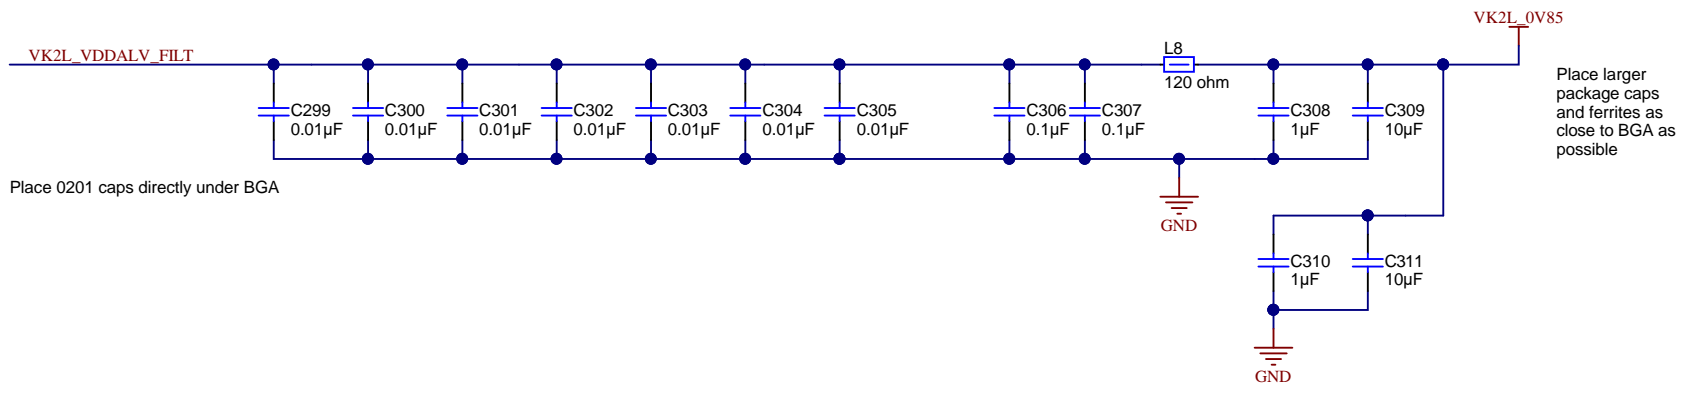 VK2L_0V85
VK2L_VDDALV_FILT
L8
120 ohm
C299
0.01µF
C300
0.01µF
C301
0.01µF
C302
0.01µF
C303
0.01µF
C304
0.01µF
C305
0.01µF
C306
0.1µF
C307
0.1µF
C308
1µF
C309
10µF
Place larger
package caps
and ferrites as
close to BGA as
possible
Place 0201 caps directly under BGA
GND
C310
1µF
C311
10µF
GND